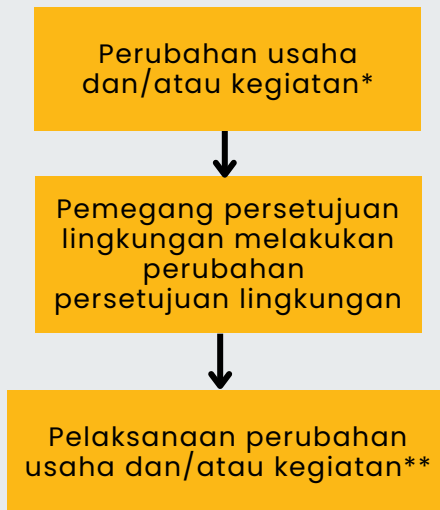 Perubahan usaha
dan/atau kegiatan*
Pemegang persetujuan
lingkungan melakukan
perubahan
persetujuan lingkungan
Pelaksanaan perubahan
usaha dan/atau kegiatan**